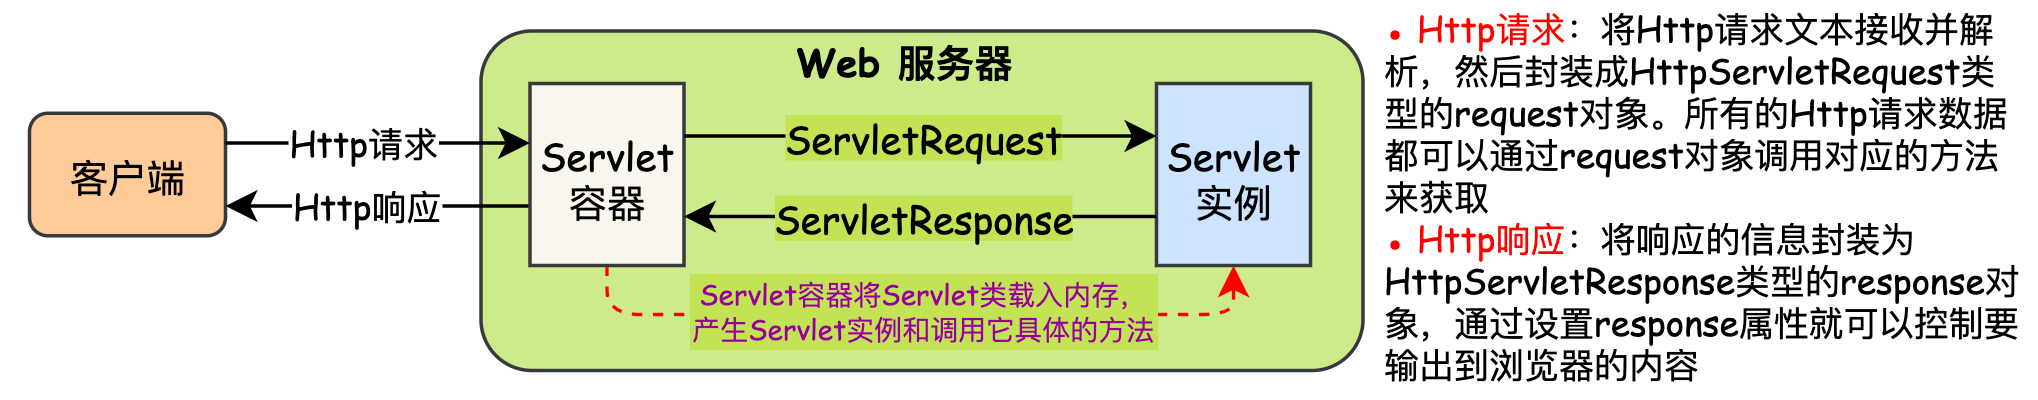 Web 服务器
客户端
Http请求
Http响应
Servlet
容器
ServletRequest
ServletResponse
Servlet
实例
Servlet容器将Servlet类载入内存，
产生Servlet实例和调用它具体的方法
• Http请求：将Http请求文本接收并解
析，然后封装成HttpServletRequest类
型的request对象。所有的Http请求数据
都可以通过request对象调用对应的方法
来获取
• Http响应：将响应的信息封装为
HttpServletResponse类型的response对
象，通过设置response属性就可以控制要
输出到浏览器的内容